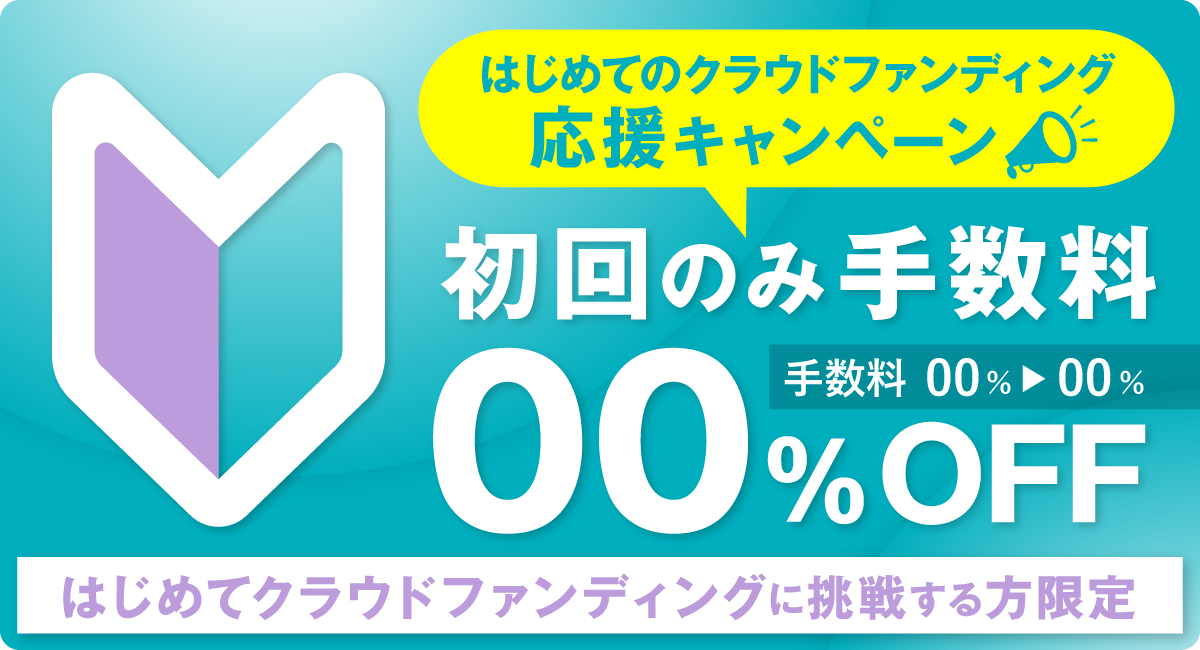 はじめてのクラウドファンディング
応援キャンペーン
初回のみ手数料
手数料 00%▶00%
00%OFF
はじめてクラウドファンディングに挑戦する方限定